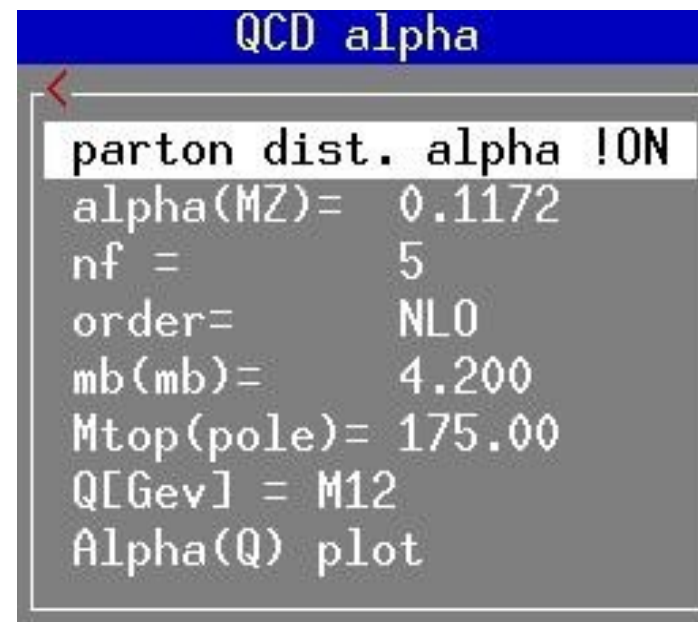 QCD alpha
<
parton dist. alpha !ON
alpha(MZ)= 0.1172
nf = 5
order= NLO
mb(mb)= 4.200
Mtop(pole)= 175.00
Q[Gev] = M12
Alpha(Q) plot